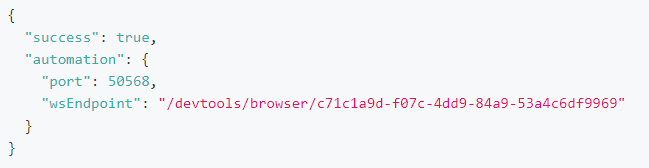 {
  "success": true,
  "automation": {
    "port": 50568,
    "wsEndpoint": "/devtools/browser/c71c1a9d-f07c-4dd9-84a9-53a4c6df9969"
  }
}